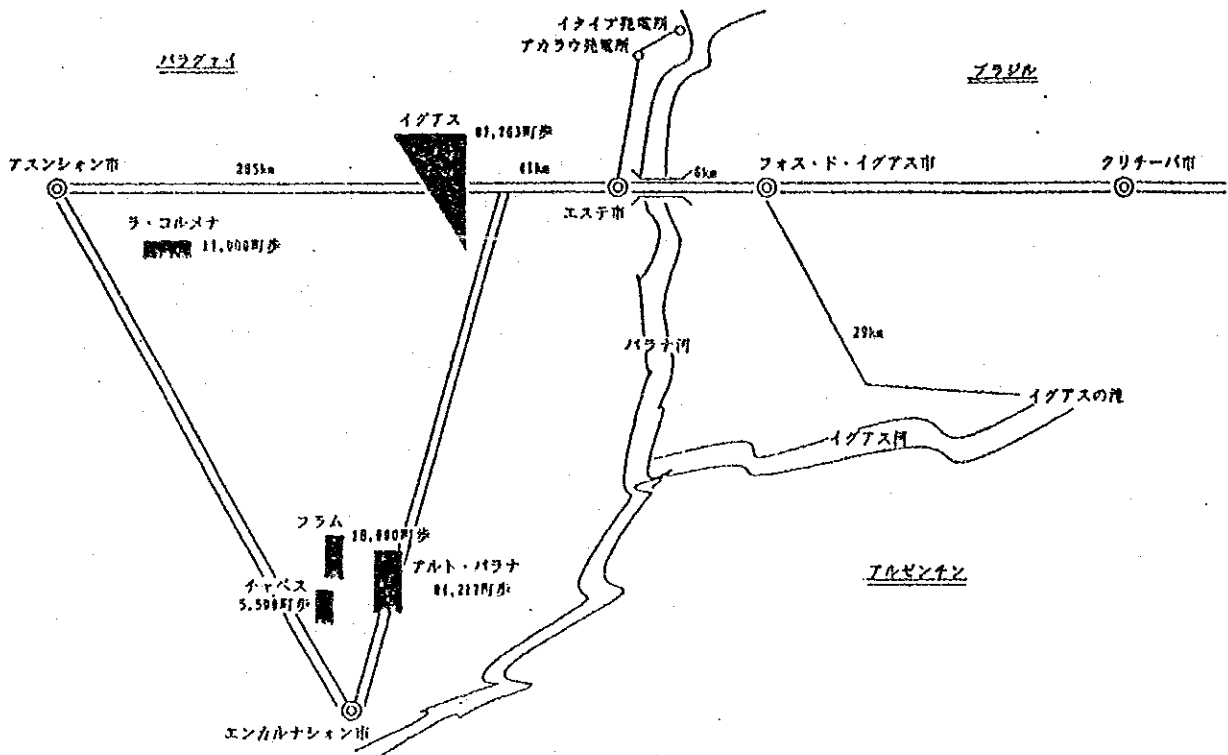 イタイプ発電所
アカラウ発電所
パラグァイ
ブラジル
イグアス
アスンシォン市
285km
41km
6km
フォス・ド・イグアス市
クリチーバ市
エステ市
ラ・コルメナ
11,000町歩
29km
パラナ河
イグアスの滝
イグアス河
フラム
アルト・パラナ
チャベス
アルゼンチン
エンカルナシォン市